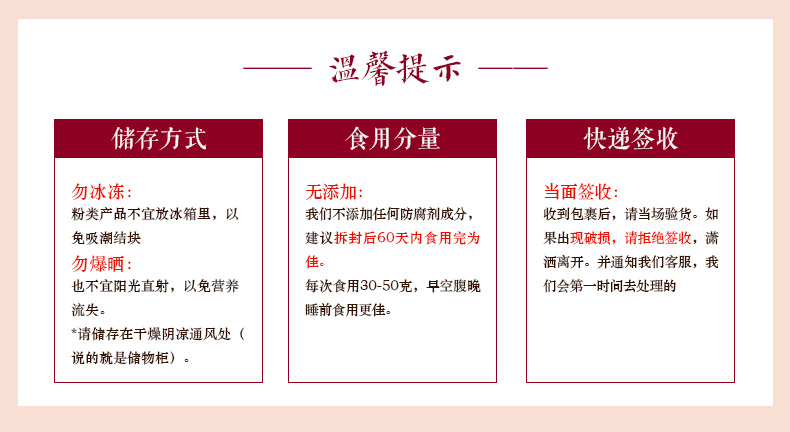 温馨提示
储存方式
勿冰冻：
粉类产品不宜放冰箱里，以
免吸潮结块
勿爆晒：
也不宜阳光直射，以免营养
流失。
*请储存在干燥阴凉通风处（
说的就是储物柜）。
食用分量
无添加：
我们不添加任何防腐剂成分，
建议拆封后60天内食用完为
佳。
每次食用30-50克，早空腹晚
睡前食用更佳。
快递签收
当面签收：
收到包裹后，请当场验货。如
果出现破损，请拒绝签收，潇
洒离开。并通知我们客服，我
们会第一时间去处理的